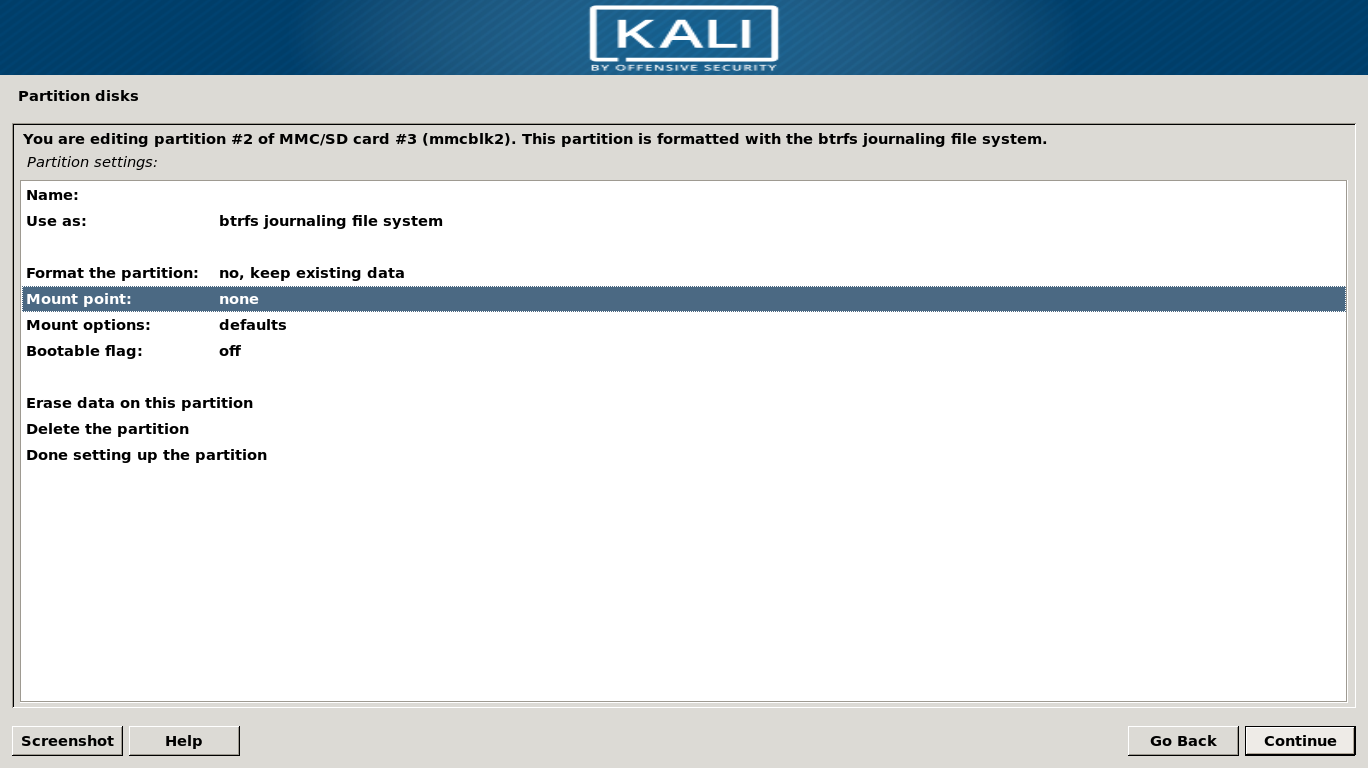 KALI
BY OFFENSIVE SECURITY
Partition disks
You are editing partition #2 of MMC/SD card #3 (mmcblk2). This partition is formatted with the btrfs journaling file system.
Partition settings:
Name:
Use as: btrfs journaling file system
Format the partition: no, keep existing data
Mount point: none
Mount options: defaults
Bootable flag: off
Erase data on this partition
Delete the partition
Done setting up the partition
Screenshot Help Go Back Continue